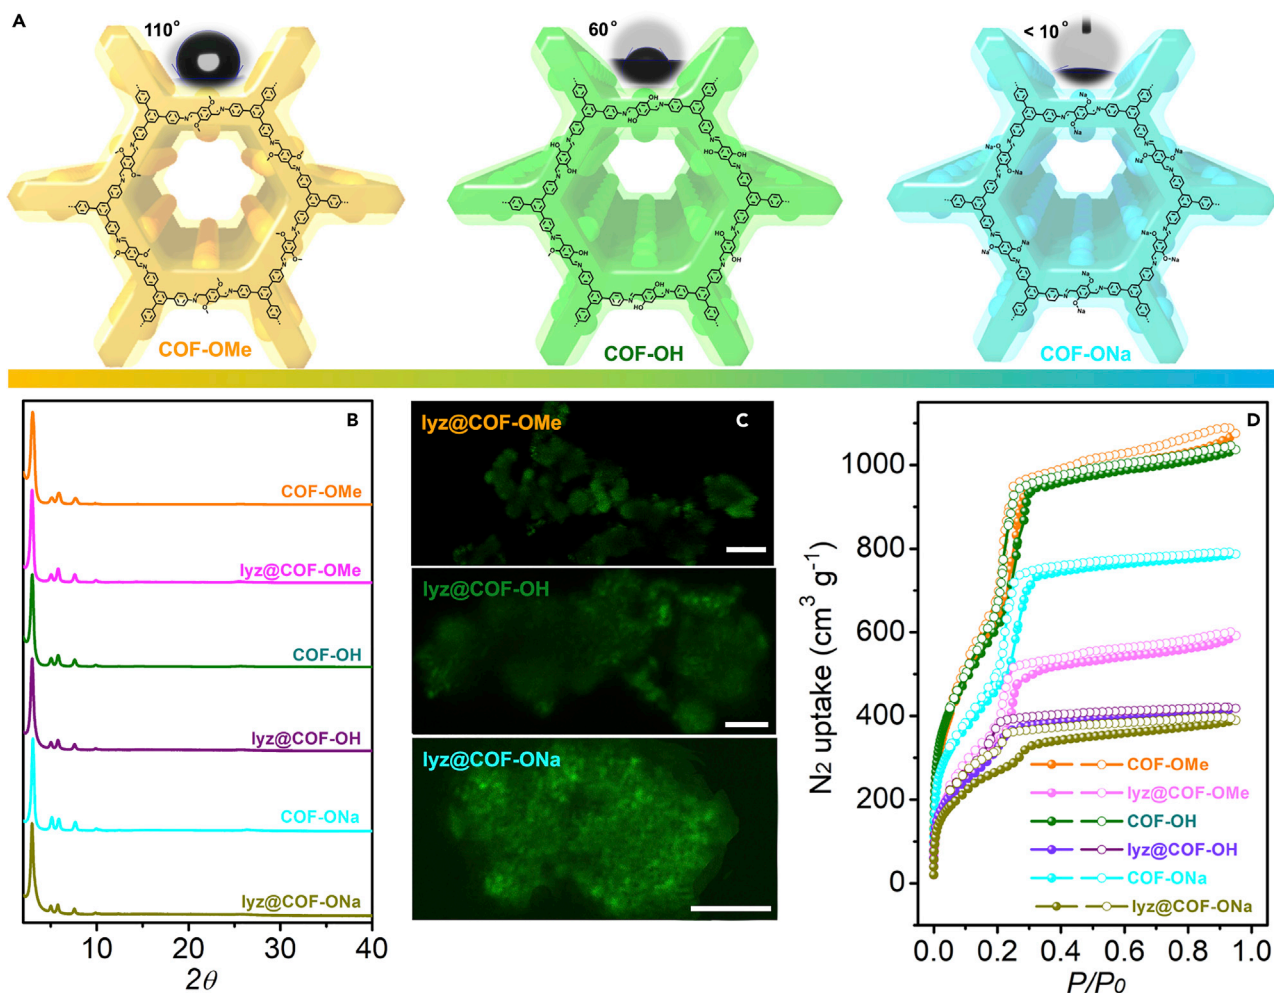 A
110°
60°
< 10°
COF-OMe
COF-OH
COF-ONa
B
COF-OMe
lyz@COF-OMe
COF-OH
lyz@COF-OH
COF-ONa
lyz@COF-ONa
10
20
30
40
2θ
C
lyz@COF-OMe
lyz@COF-OH
lyz@COF-ONa
D
N2 uptake (cm³ g⁻¹)
1000
800
600
400
200
0
COF-OMe
lyz@COF-OMe
COF-OH
lyz@COF-OH
COF-ONa
lyz@COF-ONa
0.0
0.2
0.4
0.6
0.8
1.0
P/P0